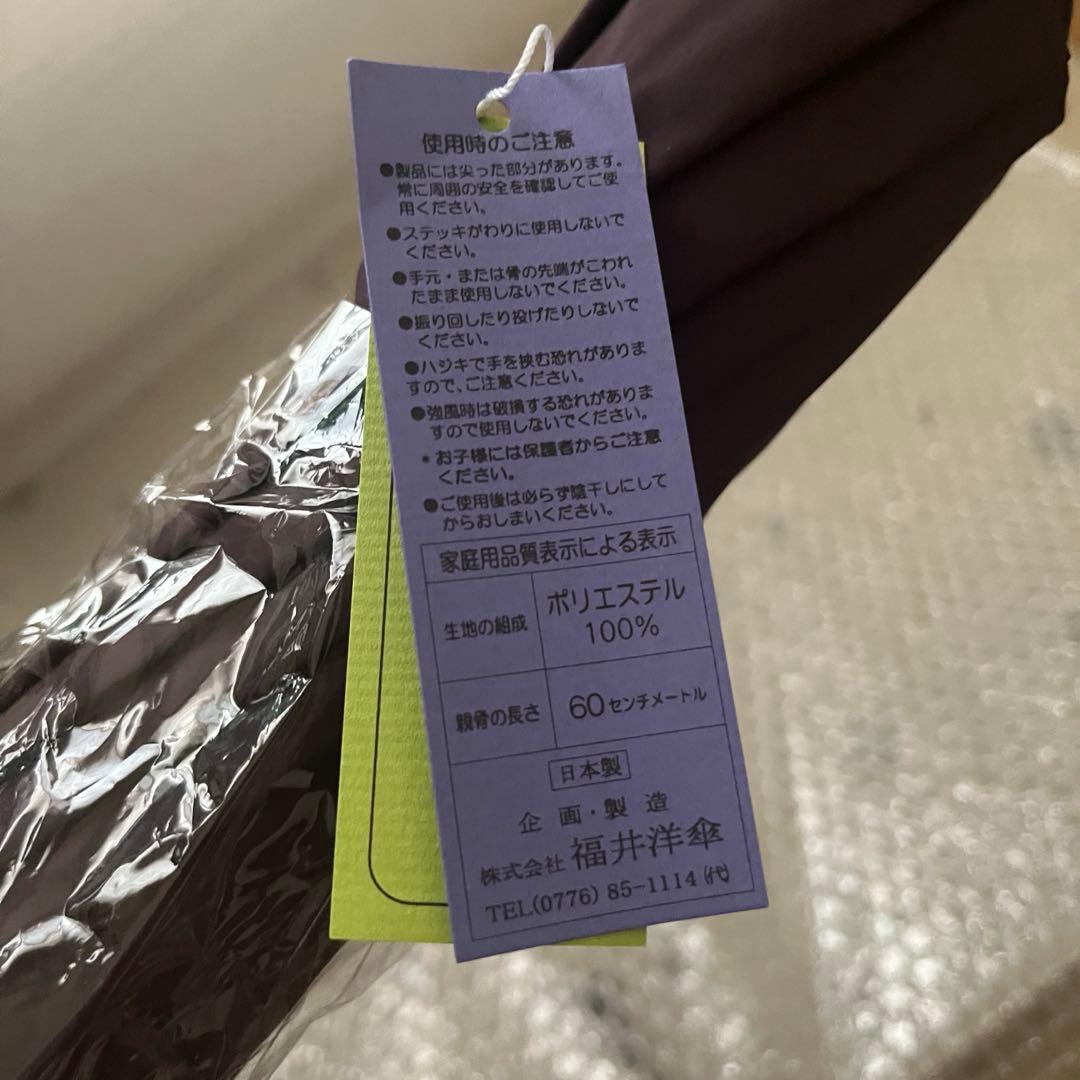 使用時のご注意
●製品には尖った部分があります。
常に周囲の安全を確認してご使
用ください。
●ステッキがわりに使用しないで
ください。
●手元・または骨の先端がこわれ
たまま使用しないでください。
●振り回したり投げたりしないで
ください。
●ハジキで手を挟む恐れがありま
すので、ご注意ください。
●強風時は破損する恐れがありま
すので使用しないでください。
*お子様には保護者からご注意
ください。
●ご使用後は必らず陰干しにして
からおしまいください。
家庭用品質表示による表示
生地の組成 ポリエステル
100%
親骨の長さ 60センチメートル
日本製
企画・製造
株式会社 福井洋傘
TEL(0776) 85-1114 ㈹